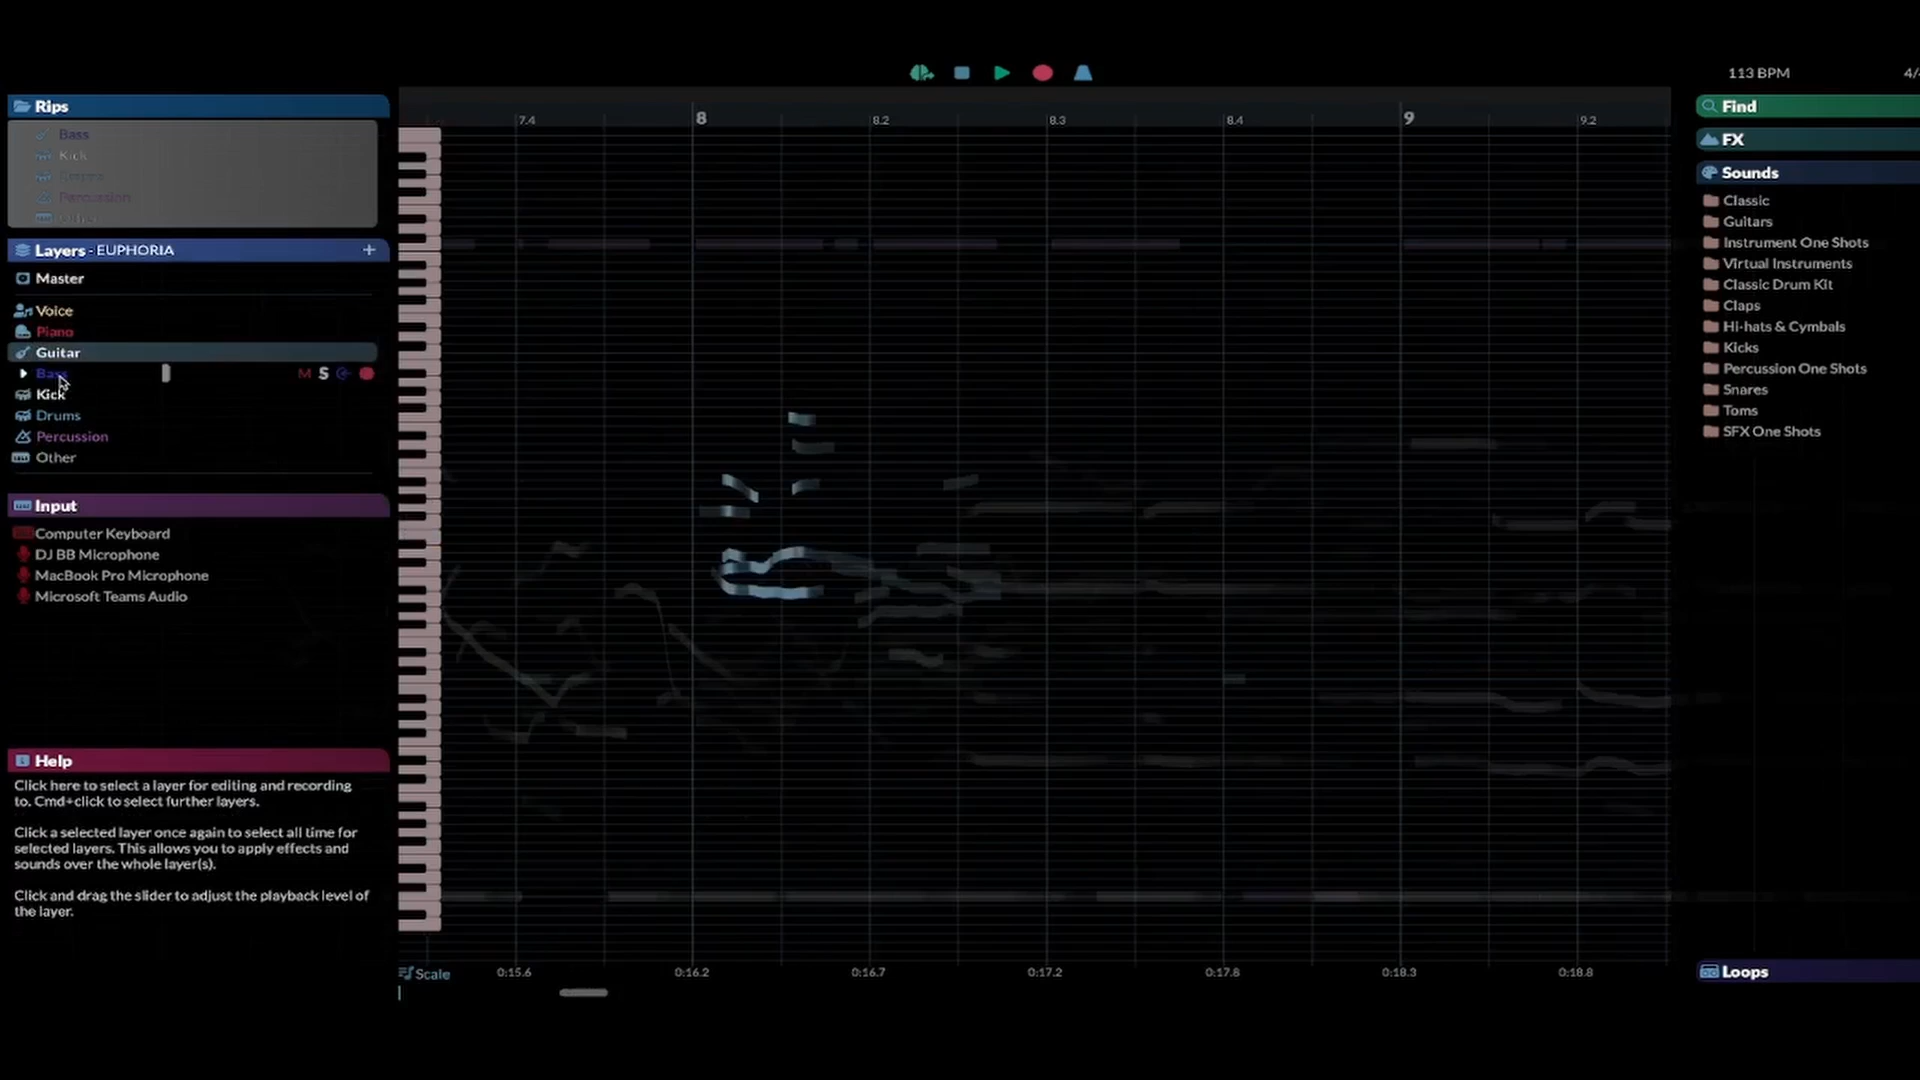 113 BPM
4/
Rips
Bass
Kick
Drums
Percussion
Layers - EUPHORIA +
Master
Voice
Piano
Guitar
Bass M S
Kick
Drums
Percussion
Other
Input
Computer Keyboard
DJ BB Microphone
MacBook Pro Microphone
Microsoft Teams Audio
Help
Click here to select a layer for editing and recording
to. Cmd+click to select further layers.
Click a selected layer once again to select all time for
selected layers. This allows you to apply effects and
sounds over the whole layer(s).
Click and drag the slider to adjust the playback level of
the layer.
7.4 8 8.2 8.3 8.4 9 9.2
Scale 0:15.6 0:16.2 0:16.7 0:17.2 0:17.8 0:18.3 0:18.8
Find
FX
Sounds
Classic
Guitars
Instrument One Shots
Virtual Instruments
Classic Drum Kit
Claps
Hi-hats & Cymbals
Kicks
Percussion One Shots
Snares
Toms
SFX One Shots
Loops